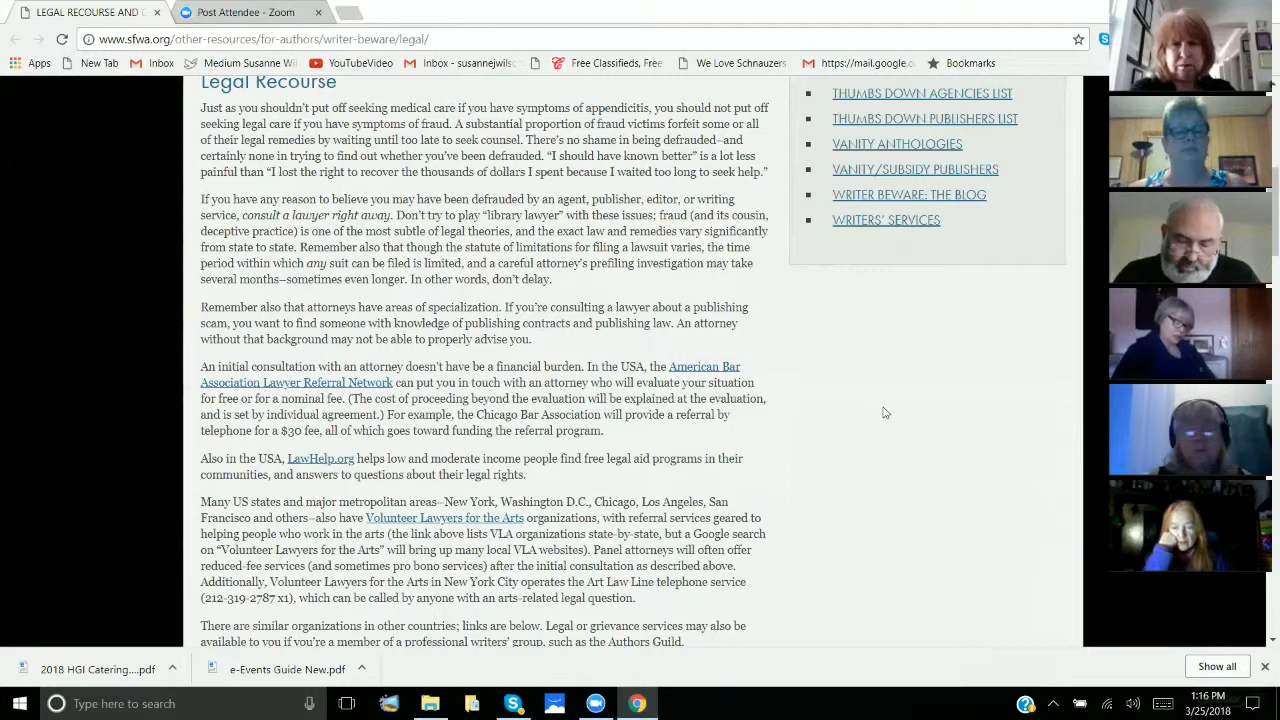 LEGAL RECOURSE AND C
Post Attendee - Zoom
www.sfwa.org/other-resources/for-authors/writer-beware/legal/
Apps
New Tab
Inbox
Medium Susanne Wil
YouTubeVideo
Inbox - susannejwilso
Free Classifieds, Free
We Love Schnauzers
https://mail.google.c
Bookmarks
Legal Recourse
Just as you shouldn't put off seeking medical care if you have symptoms of appendicitis, you should not put off
seeking legal care if you have symptoms of fraud. A substantial proportion of fraud victims forfeit some or all
of their legal remedies by waiting until too late to seek counsel. There's no shame in being defrauded–and
certainly none in trying to find out whether you've been defrauded. "I should have known better" is a lot less
painful than "I lost the right to recover the thousands of dollars I spent because I waited too long to seek help."
If you have any reason to believe you may have been defrauded by an agent, publisher, editor, or writing
service, consult a lawyer right away. Don't try to play "library lawyer" with these issues; fraud (and its cousin,
deceptive practice) is one of the most subtle of legal theories, and the exact law and remedies vary significantly
from state to state. Remember also that though the statute of limitations for filing a lawsuit varies, the time
period within which any suit can be filed is limited, and a careful attorney's prefiling investigation may take
several months–sometimes even longer. In other words, don't delay.
Remember also that attorneys have areas of specialization. If you're consulting a lawyer about a publishing
scam, you want to find someone with knowledge of publishing contracts and publishing law. An attorney
without that background may not be able to properly advise you.
An initial consultation with an attorney doesn't have be a financial burden. In the USA, the American Bar
Association Lawyer Referral Network can put you in touch with an attorney who will evaluate your situation
for free or for a nominal fee. (The cost of proceeding beyond the evaluation will be explained at the evaluation,
and is set by individual agreement.) For example, the Chicago Bar Association will provide a referral by
telephone for a $30 fee, all of which goes toward funding the referral program.
Also in the USA, LawHelp.org helps low and moderate income people find free legal aid programs in their
communities, and answers to questions about their legal rights.
Many US states and major metropolitan areas–New York, Washington D.C., Chicago, Los Angeles, San
Francisco and others–also have Volunteer Lawyers for the Arts organizations, with referral services geared to
helping people who work in the arts (the link above lists VLA organizations state-by-state, but a Google search
on "Volunteer Lawyers for the Arts" will bring up many local VLA websites). Panel attorneys will often offer
reduced-fee services (and sometimes pro bono services) after the initial consultation as described above.
Additionally, Volunteer Lawyers for the Arts in New York City operates the Art Law Line telephone service
(212-319-2787 x1), which can be called by anyone with an arts-related legal question.
There are similar organizations in other countries; links are below. Legal or grievance services may also be
available to you if you're a member of a professional writers' group, such as the Authors Guild.
THUMBS DOWN AGENCIES LIST
THUMBS DOWN PUBLISHERS LIST
VANITY ANTHOLOGIES
VANITY/SUBSIDY PUBLISHERS
WRITER BEWARE: THE BLOG
WRITERS' SERVICES
2018 HGI Catering....pdf
e-Events Guide New.pdf
Show all
Type here to search
1:16 PM
3/25/2018